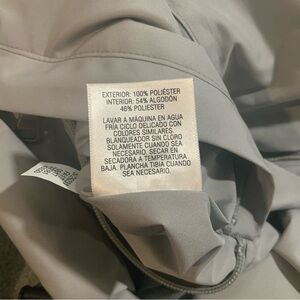 EXTERIOR: 100% POLIÉSTER
INTERIOR: 54% ALGODÓN
46% POLIESTER
LAVAR A MÁQUINA EN AGUA
FRÍA CICLO DELICADO CON
COLORES SIMILARES.
BLANQUEADOR SIN CLORO
SOLAMENTE CUANDO SEA
NECESARIO. SECAR EN
SECADORA A TEMPERATURA
BAJA. PLANCHA TIBIA CUANDO
SEA NECESARIO.